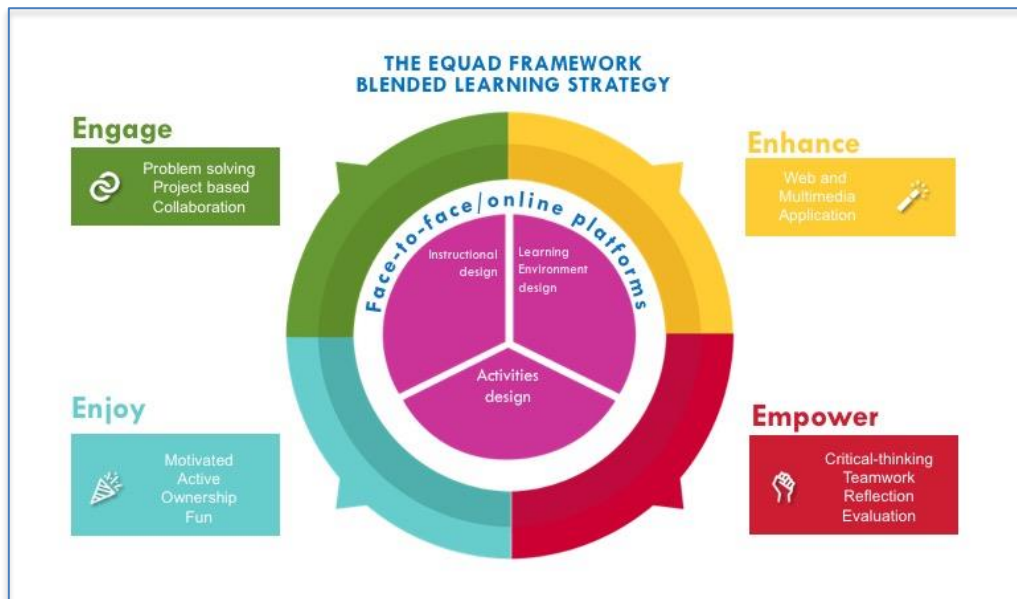 THE EQUAD FRAMEWORK
BLENDED LEARNING STRATEGY
Engage
Problem solving
Project based
Collaboration
Enhance
Web and
Multimedia
Application
Face-to-face/online platforms
Instructional
design
Learning
Environment
design
Activities
design
Enjoy
Motivated
Active
Ownership
Fun
Empower
Critical-thinking
Teamwork
Reflection
Evaluation